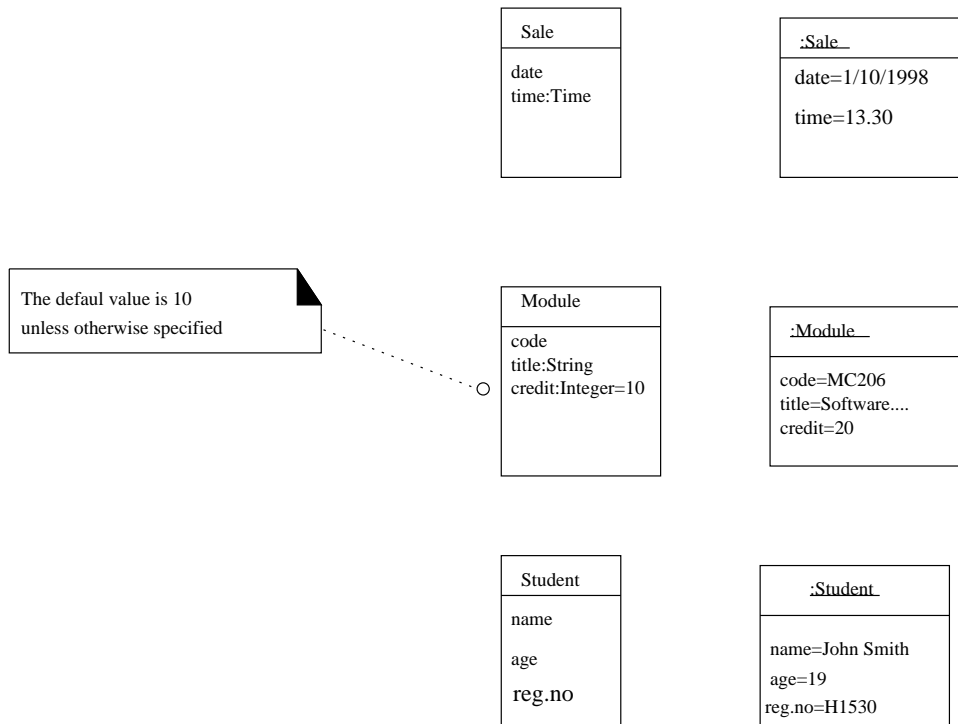 Sale
date
time:Time
:Sale
date=1/10/1998
time=13.30
The defaul value is 10
unless otherwise specified
Module
code
title:String
credit:Integer=10
:Module
code=MC206
title=Software....
credit=20
Student
name
age
reg.no
:Student
name=John Smith
age=19
reg.no=H1530